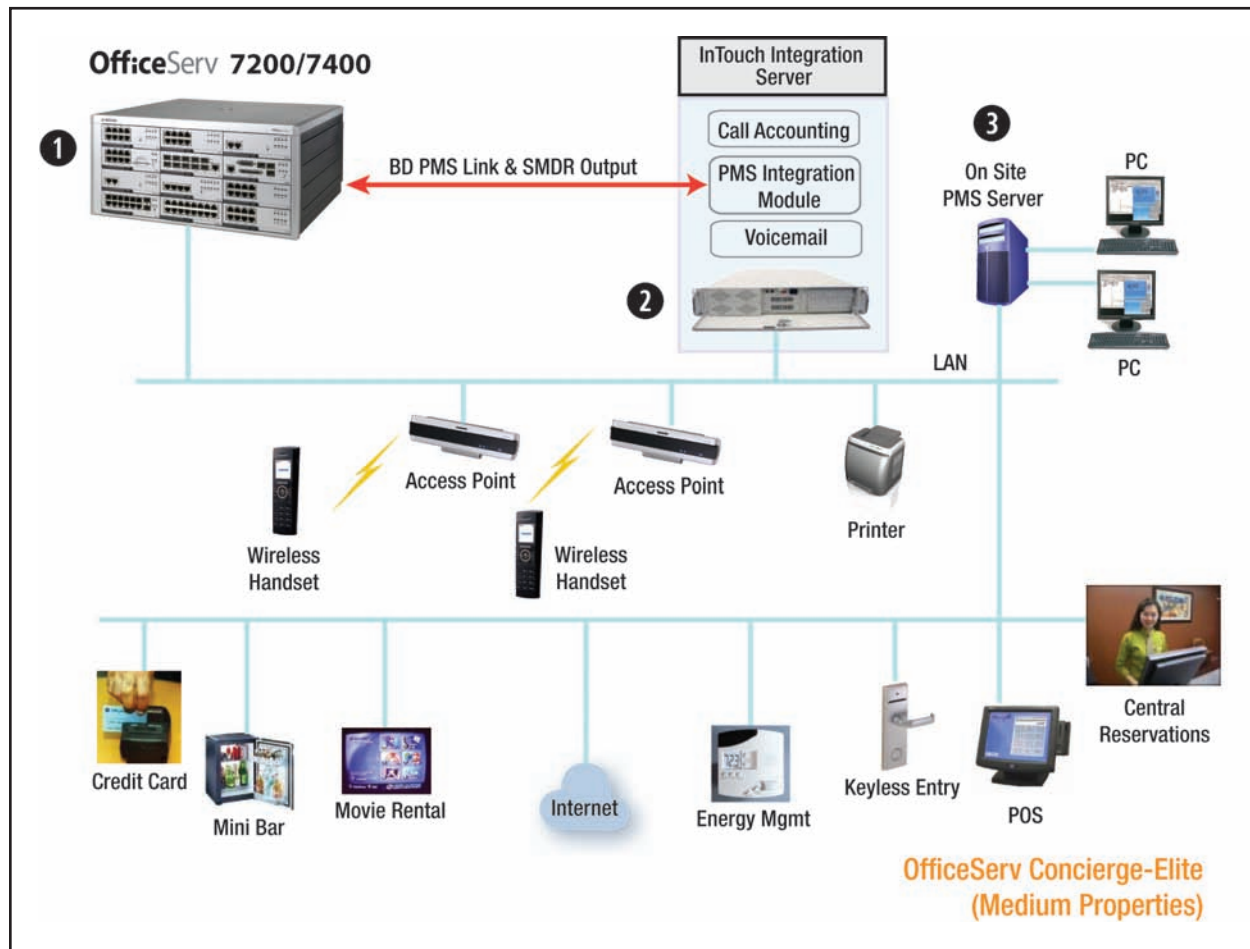 OfficeServ 7200/7400
InTouch Integration
Server
1
Call Accounting
3
BD PMS Link & SMDR Output
PMS Integration
Module
On Site
PMS Server
PC
Voicemail
2
LAN
PC
Access Point
Access Point
Printer
Wireless
Handset
Wireless
Handset
Credit Card
Mini Bar
Movie Rental
Internet
Energy Mgmt
Keyless Entry
POS
Central
Reservations
OfficeServ Concierge-Elite
(Medium Properties)